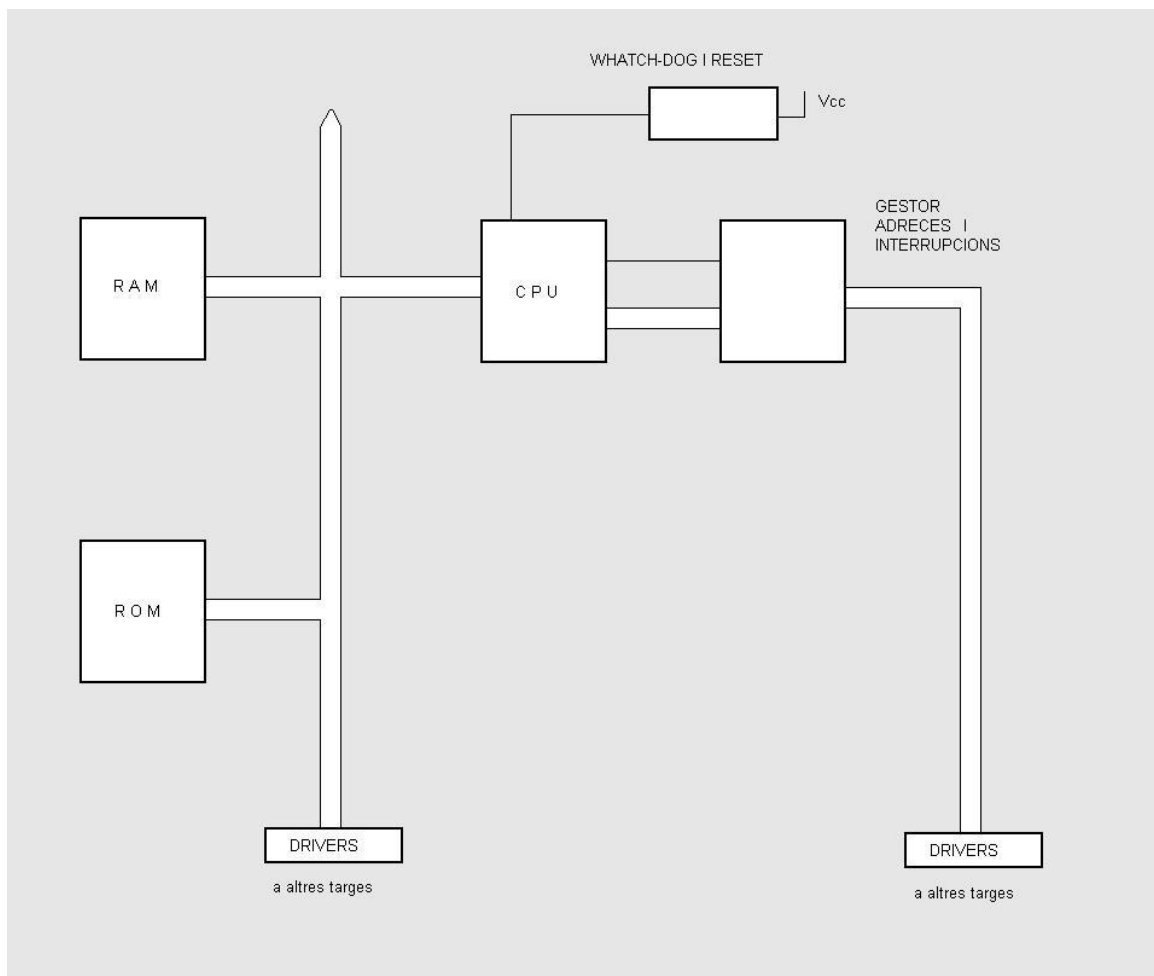 WHATCH-DOG I RESET
Vcc
GESTOR
ADRECES I
INTERRUPCIONS
RAM
CPU
ROM
DRIVERS
a altres targes
DRIVERS
a altres targes